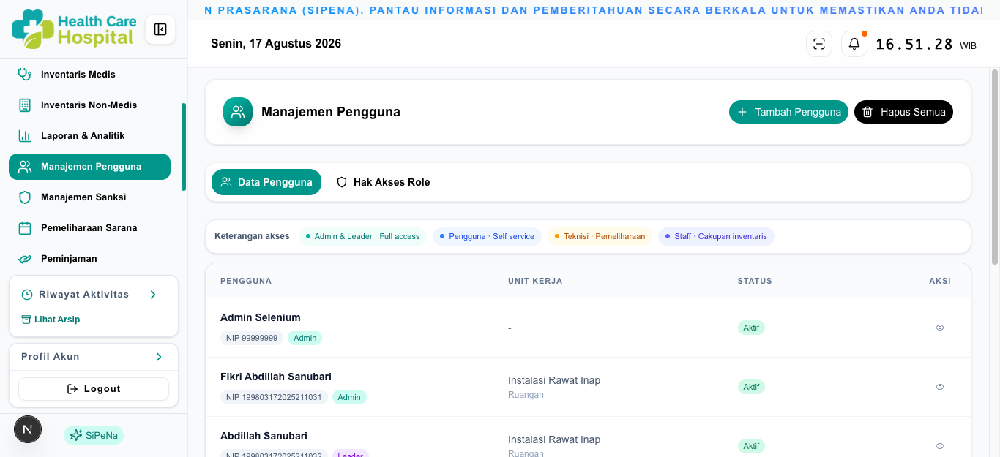 N PRASARANA (SIPENA). PANTAU INFORMASI DAN PEMBERITAHUAN SECARA BERKALA UNTUK MEMASTIKAN ANDA TIDAI
Health Care
Hospital
Senin, 17 Agustus 2026
16.51.28 WIB
Inventaris Medis
Inventaris Non-Medis
Laporan & Analitik
Manajemen Pengguna
Manajemen Sanksi
Pemeliharaan Sarana
Peminjaman
Riwayat Aktivitas
Lihat Arsip
Profil Akun
Logout
N
SiPeNa
Manajemen Pengguna
Tambah Pengguna
Hapus Semua
Data Pengguna
Hak Akses Role
Keterangan akses
Admin & Leader · Full access
Pengguna · Self service
Teknisi · Pemeliharaan
Staff · Cakupan inventaris
PENGGUNA UNIT KERJA STATUS AKSI
Admin Selenium
NIP 99999999 Admin
-
Aktif
Fikri Abdillah Sanubari
NIP 199803172025211031 Admin
Instalasi Rawat Inap
Ruangan
Aktif
Abdillah Sanubari
NIP 199803172025211032 Leader
Instalasi Rawat Inap
Ruangan
Aktif